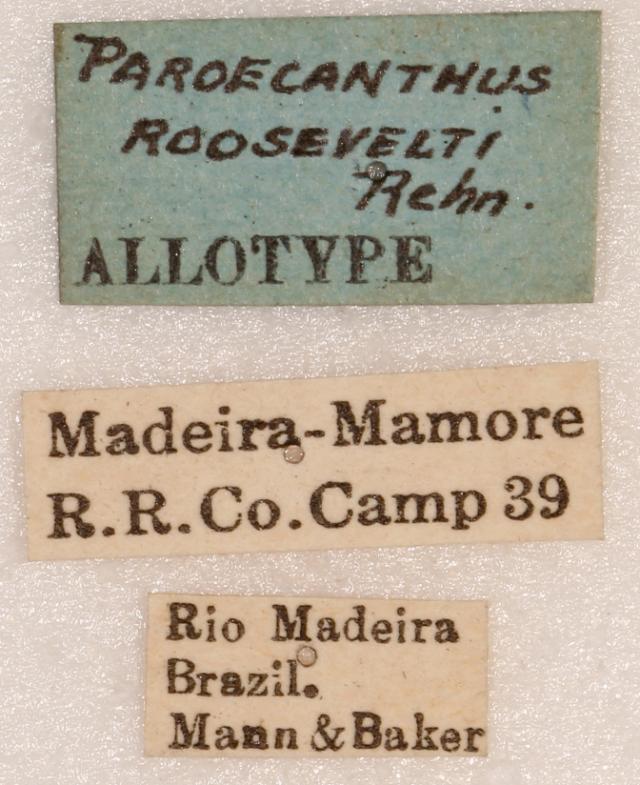 PAROECANTHUS
ROOSEVELTI
Rehn.
ALLOTYPE
Madeira-Mamore
R.R.Co.Camp 39
Rio Madeira
Brazil.
Mann & Baker